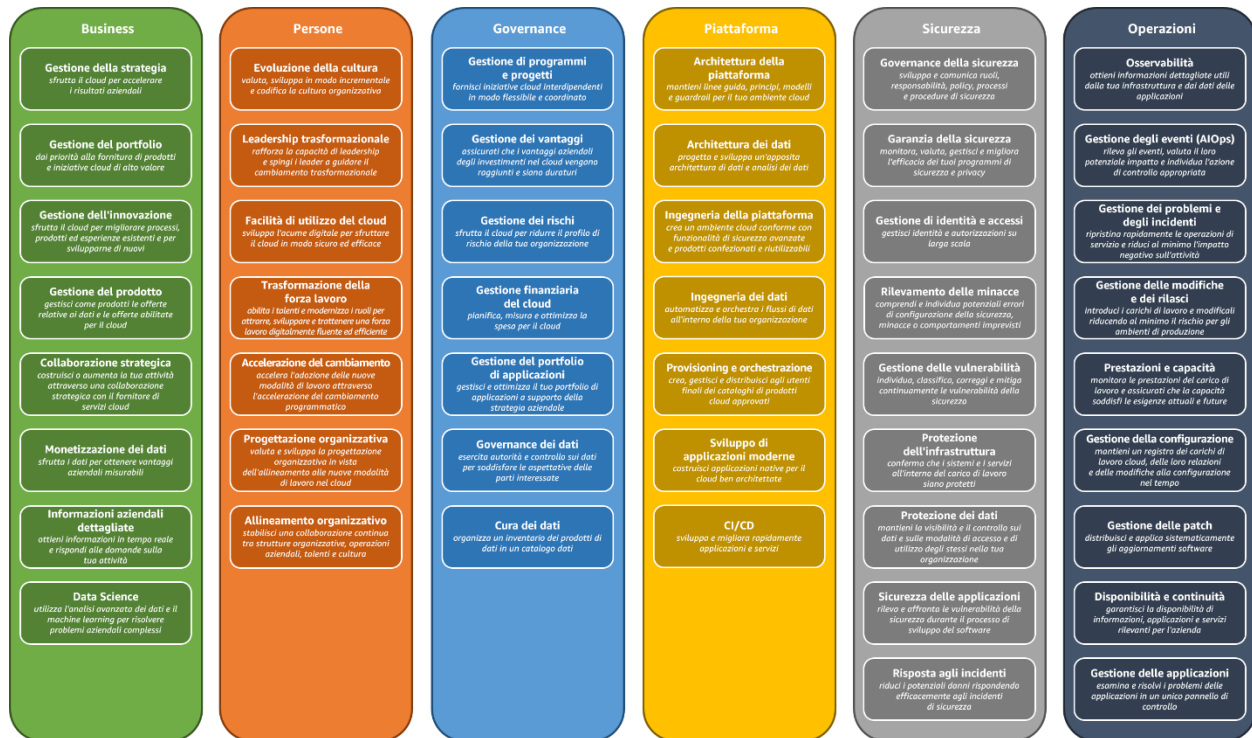 Business
Gestione della strategia
sfrutta il cloud per accelerare
i risultati aziendali
Gestione del portfolio
dai priorità alla fornitura di prodotti
e iniziative cloud di alto valore
Gestione dell'innovazione
sfrutta il cloud per migliorare processi,
prodotti ed esperienze esistenti e per
svilupparne di nuovi
Gestione del prodotto
gestisci come prodotti le offerte
relative ai dati e le offerte abilitate
per il cloud
Collaborazione strategica
costruisci o aumenta la tua attività
attraverso una collaborazione
strategica con il fornitore di
servizi cloud
Monetizzazione dei dati
sfrutta i dati per ottenere vantaggi
aziendali misurabili
Informazioni aziendali
dettagliate
ottieni informazioni in tempo reale
e rispondi alle domande sulla
tua attività
Data Science
utilizza l'analisi avanzata dei dati e il
machine learning per risolvere
problemi aziendali complessi
Persone
Evoluzione della cultura
valuta, sviluppa in modo incrementale
e codifica la cultura organizzativa
Leadership trasformazionale
rafforza la capacità di leadership
e spingi i leader a guidare il
cambiamento trasformazionale
Facilità di utilizzo del cloud
sviluppa l'acume digitale per sfruttare
il cloud in modo sicuro ed efficace
Trasformazione della
forza lavoro
abilita i talenti e modernizza i ruoli per
attrarre, sviluppare e trattenere una forza
lavoro digitalmente fluente ed efficiente
Accelerazione del cambiamento
accelera l'adozione delle nuove
modalità di lavoro attraverso
l'accelerazione del cambiamento
programmatico
Progettazione organizzativa
valuta e sviluppa la progettazione
organizzativa in vista
dell'allineamento alle nuove modalità
di lavoro nel cloud
Allineamento organizzativo
stabilisci una collaborazione continua
tra strutture organizzative, operazioni
aziendali, talenti e cultura
Governance
Gestione di programmi
e progetti
fornisci iniziative cloud interdipendenti
in modo flessibile e coordinato
Gestione dei vantaggi
assicurati che i vantaggi aziendali
degli investimenti nel cloud vengano
raggiunti e siano duraturi
Gestione dei rischi
sfrutta il cloud per ridurre il profilo di
rischio della tua organizzazione
Gestione finanziaria
del cloud
pianifica, misura e ottimizza la
spesa per il cloud
Gestione del portfolio
di applicazioni
gestisci e ottimizza il tuo portfolio di
applicazioni a supporto della
strategia aziendale
Governance dei dati
esercita autorità e controllo sui dati
per soddisfare le aspettative delle
parti interessate
Cura dei dati
organizza un inventario dei prodotti di
dati in un catalogo dati
Piattaforma
Architettura della
piattaforma
mantieni linee guida, principi, modelli
e guardrail per il tuo ambiente cloud
Architettura dei dati
progetta e sviluppa un'apposita
architettura di dati e analisi dei dati
Ingegneria della piattaforma
crea un ambiente cloud conforme con
funzionalità di sicurezza avanzate
e prodotti confezionati e riutilizzabili
Ingegneria dei dati
automatizza e orchestra i flussi di dati
all'interno della tua organizzazione
Provisioning e orchestrazione
crea, gestisci e distribuisci agli utenti
finali dei cataloghi di prodotti
cloud approvati
Sviluppo di
applicazioni moderne
costruisci applicazioni native per il
cloud ben architettate
CI/CD
sviluppa e migliora rapidamente
applicazioni e servizi
Sicurezza
Governance della sicurezza
sviluppa e comunica ruoli,
responsabilità, policy, processi
e procedure di sicurezza
Garanzia della sicurezza
monitora, valuta, gestisci e migliora
l'efficacia dei tuoi programmi di
sicurezza e privacy
Gestione di identità e accessi
gestisci identità e autorizzazioni su
larga scala
Rilevamento delle minacce
comprendi e individua potenziali errori
di configurazione della sicurezza,
minacce o comportamenti imprevisti
Gestione delle vulnerabilità
individua, classifica, correggi e mitiga
continuamente le vulnerabilità della
sicurezza
Protezione
dell'infrastruttura
conferma che i sistemi e i servizi
all'interno del carico di lavoro
siano protetti
Protezione dei dati
mantieni la visibilità e il controllo sui
dati e sulle modalità di accesso e di
utilizzo degli stessi nella tua
organizzazione
Sicurezza delle applicazioni
rileva e affronta le vulnerabilità della
sicurezza durante il processo di
sviluppo del software
Risposta agli incidenti
riduci i potenziali danni rispondendo
efficacemente agli incidenti
di sicurezza
Operazioni
Osservabilità
ottieni informazioni dettagliate utili
dalla tua infrastruttura e dai dati delle
applicazioni
Gestione degli eventi (AIOps)
rileva gli eventi, valuta il loro
potenziale impatto e individua l'azione
di controllo appropriata
Gestione dei problemi e
degli incidenti
ripristina rapidamente le operazioni di
servizio e riduci al minimo l'impatto
negativo sull'attività
Gestione delle modifiche
e dei rilasci
introduci i carichi di lavoro e modificali
riducendo al minimo il rischio per gli
ambienti di produzione
Prestazioni e capacità
monitora le prestazioni del carico di
lavoro e assicurati che la capacità
soddisfi le esigenze attuali e future
Gestione della configurazione
mantieni un registro dei carichi di
lavoro cloud, delle loro relazioni
e delle modifiche alla configurazione
nel tempo
Gestione delle patch
distribuisci e applica sistematicamente
gli aggiornamenti software
Disponibilità e continuità
garantisci la disponibilità di
informazioni, applicazioni e servizi
rilevanti per l'azienda
Gestione delle applicazioni
esamina e risolvi i problemi delle
applicazioni in un unico pannello di
controllo